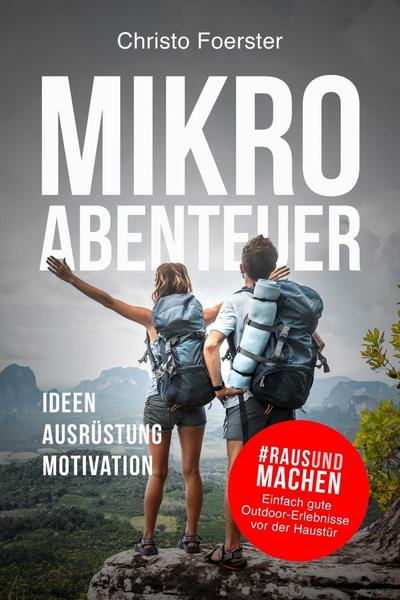 Christo Foerster
MIKRO
ABENTEUER
IDEEN
AUSRÜSTUNG
MOTIVATION
#RAUSUND
MACHEN
Einfach gute
Outdoor-Erlebnisse
vor der Haustür